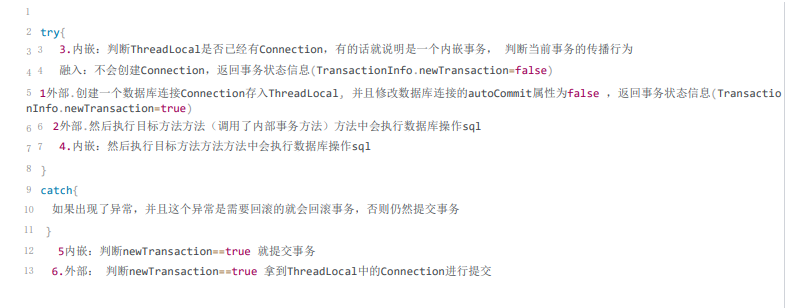 1
2 try{
3 3 3.内嵌：判断ThreadLocal是否已经有Connection，有的话就说明是一个内嵌事务， 判断当前事务的传播行为
4 4 融入：不会创建Connection，返回事务状态信息(TransactionInfo.newTransaction=false)
5 1外部.创建一个数据库连接Connection存入ThreadLocal, 并且修改数据库连接的autoCommit属性为false ，返回事务状态信息(Transactio
nInfo.newTransaction=true)
6 6 2外部.然后执行目标方法方法（调用了内部事务方法）方法中会执行数据库操作sql
7 7 4.内嵌：然后执行目标方法方法方法中会执行数据库操作sql
8 }
9 catch{
10 如果出现了异常，并且这个异常是需要回滚的就会回滚事务，否则仍然提交事务
11 }
12 5内嵌：判断newTransaction==true 就提交事务
13 6.外部： 判断newTransaction==true 拿到ThreadLocal中的Connection进行提交